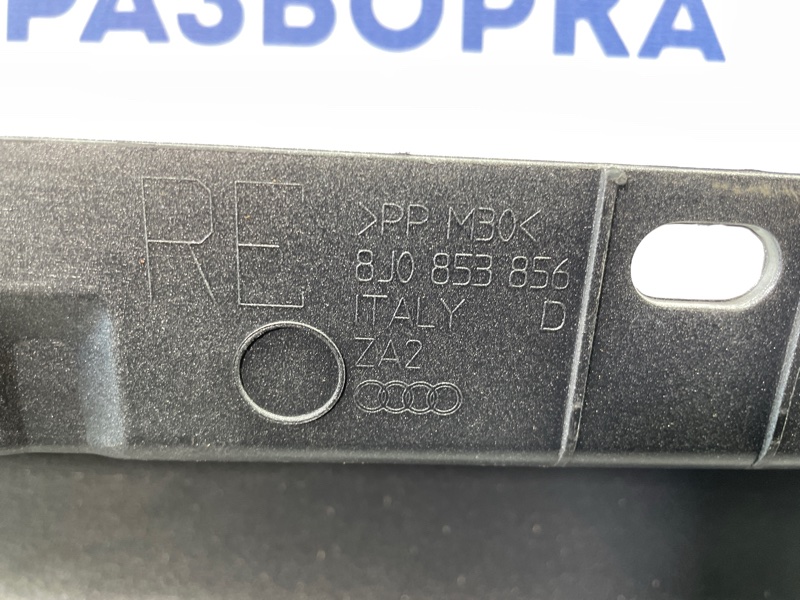 РАЗБОРКА
RE
>PP M30<
8J0 853 856
ITALY D
ZA2